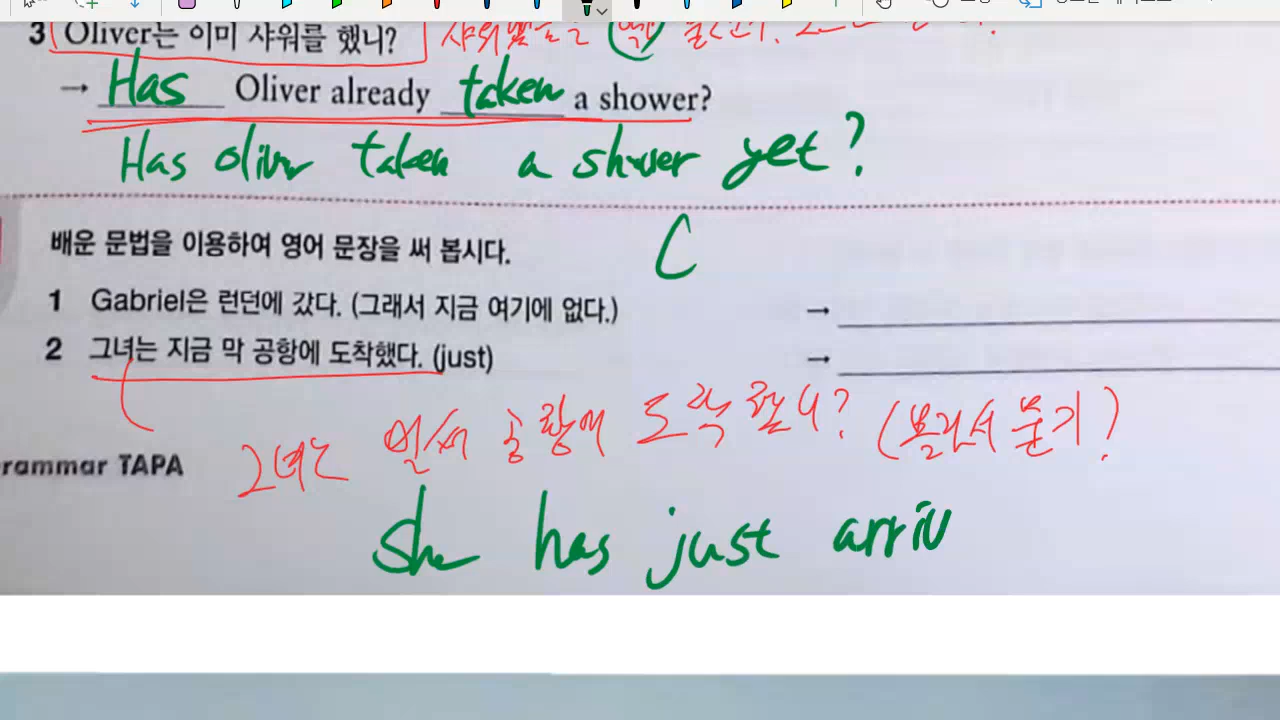 3 Oliver는 이미 샤워를 했니?
→ Has Oliver already taken a shower?
Has oliver taken a shower yet?
C
배운 문법을 이용하여 영어 문장을 써 봅시다.
1 Gabriel은 런던에 갔다. (그래서 지금 여기에 없다.) →
2 그녀는 지금 막 공항에 도착했다. (just) →
그녀는 벌써 공항에 도착 했니? (몰라서 묻기?
rammar TAPA
she has just arriv